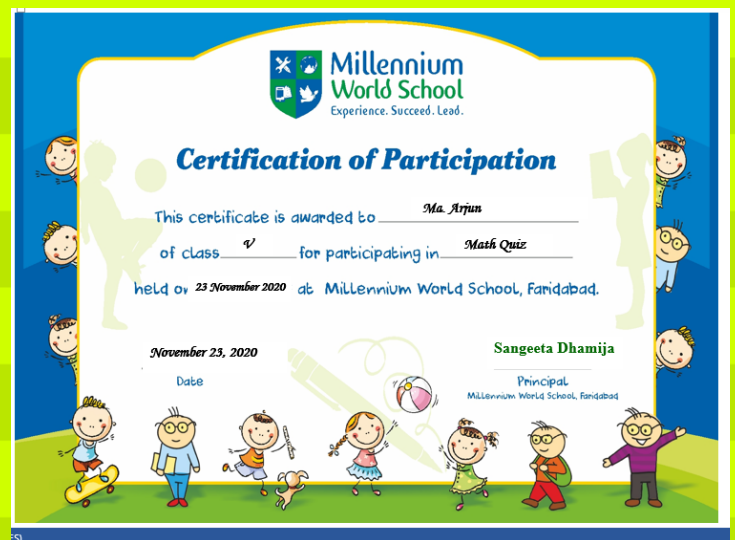 Millennium
World School
Experience. Succeed. Lead.
Certification of Participation
This certificate is awarded to Ma. Arjun
of class V for participating in Math Quiz
held on 23 November 2020 at Millennium World School, Faridabad.
November 23, 2020
Sangeeta Dhamija
Date
Principal
Millennium World School, Faridabad
ES)